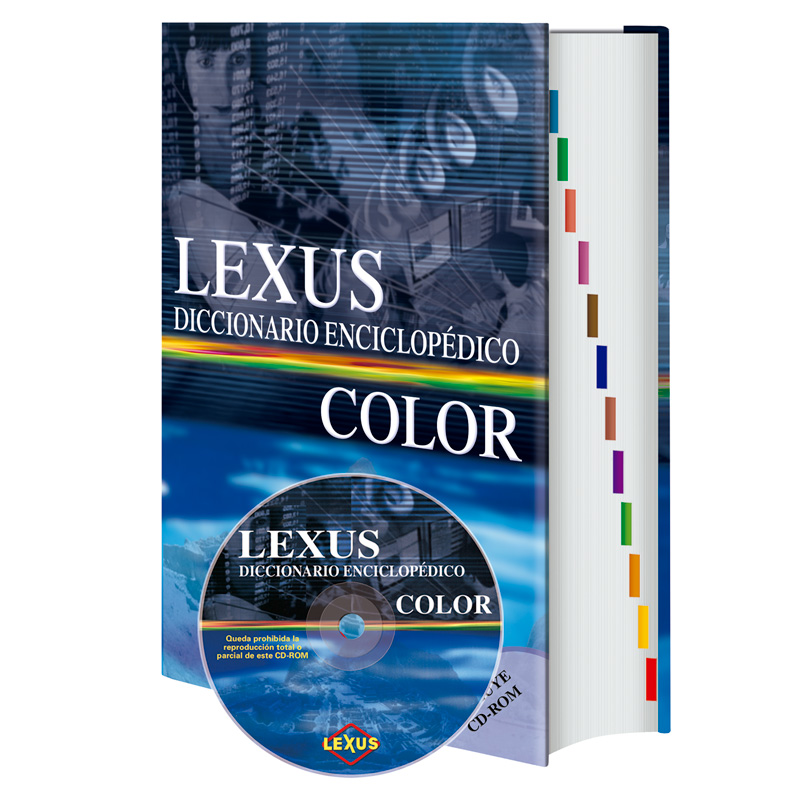 LEXUS
DICCIONARIO ENCICLOPÉDICO
COLOR
LEXUS
DICCIONARIO ENCICLOPÉDICO
COLOR
Queda prohibida la
reproducción total o
parcial de este CD-ROM
LEXUS
CD-ROM